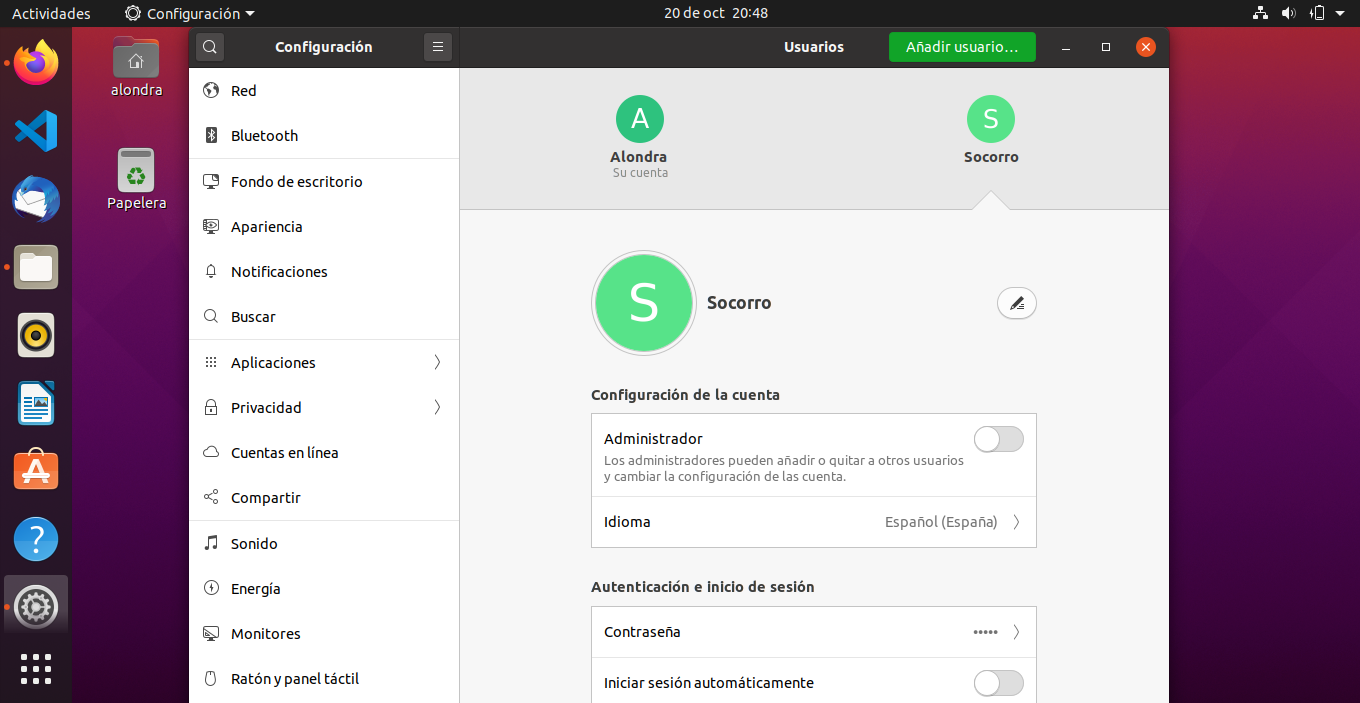 Actividades
Configuración
20 de oct 20:48
alondra
Papelera
Configuración
Usuarios
Añadir usuario…
Red
Bluetooth
Fondo de escritorio
Apariencia
Notificaciones
Buscar
Aplicaciones
Privacidad
Cuentas en línea
Compartir
Sonido
Energía
Monitores
Ratón y panel táctil
A
Alondra
Su cuenta
S
Socorro
S
Socorro
Configuración de la cuenta
Administrador
Los administradores pueden añadir o quitar a otros usuarios
y cambiar la configuración de las cuenta.
Idioma
Español (España)
Autenticación e inicio de sesión
Contraseña
•••••
Iniciar sesión automáticamente